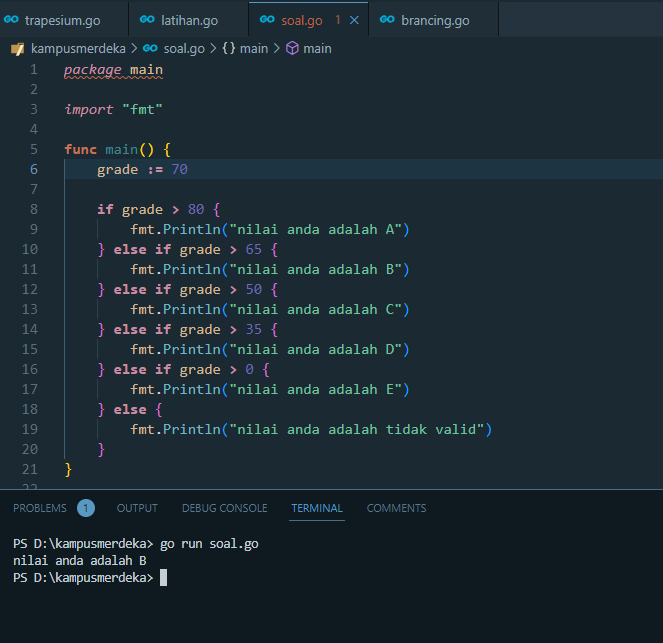 trapesium.go latihan.go soal.go 1 × brancing.go
kampusmerdeka > soal.go > {} main > main
1 package main
2
3 import "fmt"
4
5 func main() {
6 grade := 70
7
8 if grade > 80 {
9 fmt.Println("nilai anda adalah A")
10 } else if grade > 65 {
11 fmt.Println("nilai anda adalah B")
12 } else if grade > 50 {
13 fmt.Println("nilai anda adalah C")
14 } else if grade > 35 {
15 fmt.Println("nilai anda adalah D")
16 } else if grade > 0 {
17 fmt.Println("nilai anda adalah E")
18 } else {
19 fmt.Println("nilai anda adalah tidak valid")
20 }
21 }
22
PROBLEMS 1 OUTPUT DEBUG CONSOLE TERMINAL COMMENTS
PS D:\kampusmerdeka> go run soal.go
nilai anda adalah B
PS D:\kampusmerdeka>